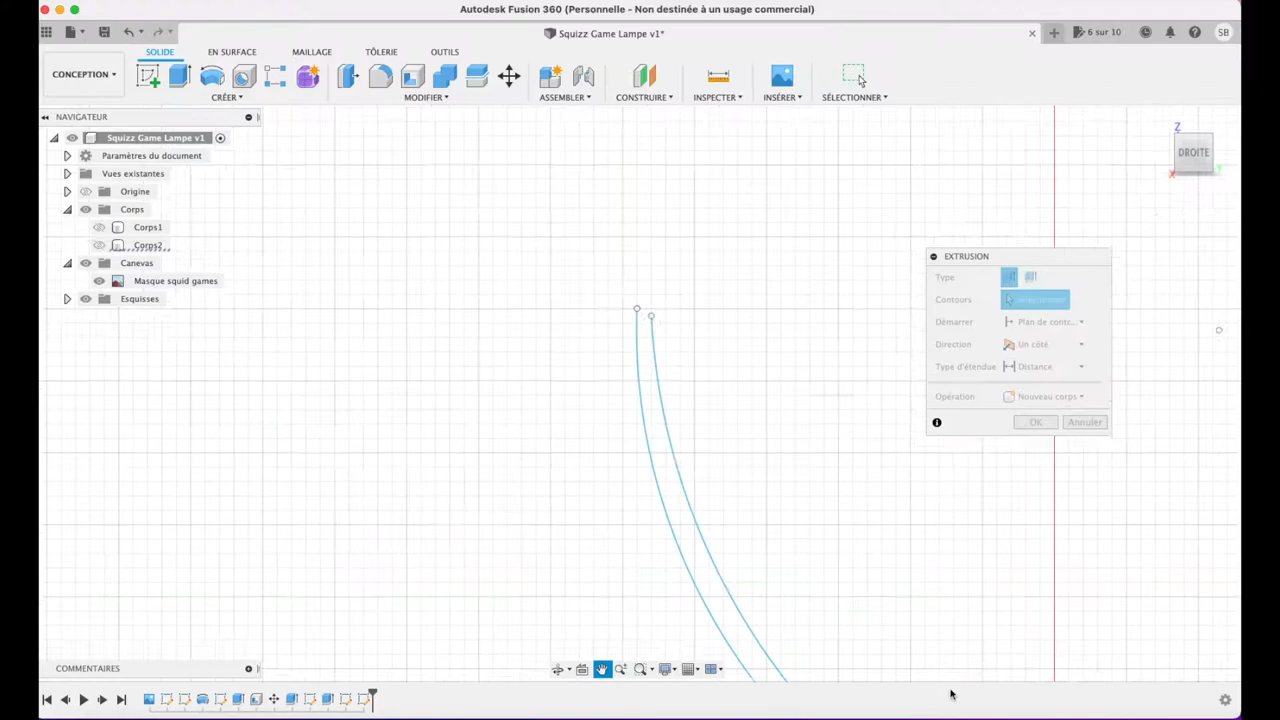 Autodesk Fusion 360 (Personnelle - Non destinée à un usage commercial)
Squizz Game Lampe v1*
6 sur 10
SB
SOLIDE
EN SURFACE
MAILLAGE
TÔLERIE
OUTILS
CONCEPTION
CRÉER
MODIFIER
ASSEMBLER
CONSTRUIRE
INSPECTER
INSÉRER
SÉLECTIONNER
NAVIGATEUR
Squizz Game Lampe v1
Paramètres du document
Vues existantes
Origine
Corps
Corps1
Corps2
Canevas
Masque squid games
Esquisses
Z
DROITE
X
Y
EXTRUSION
Type
Contours
Démarrer
Plan de contc...
Direction
Un côté
Type d'étendue
Distance
Opération
Nouveau corps
OK
Annuler
COMMENTAIRES